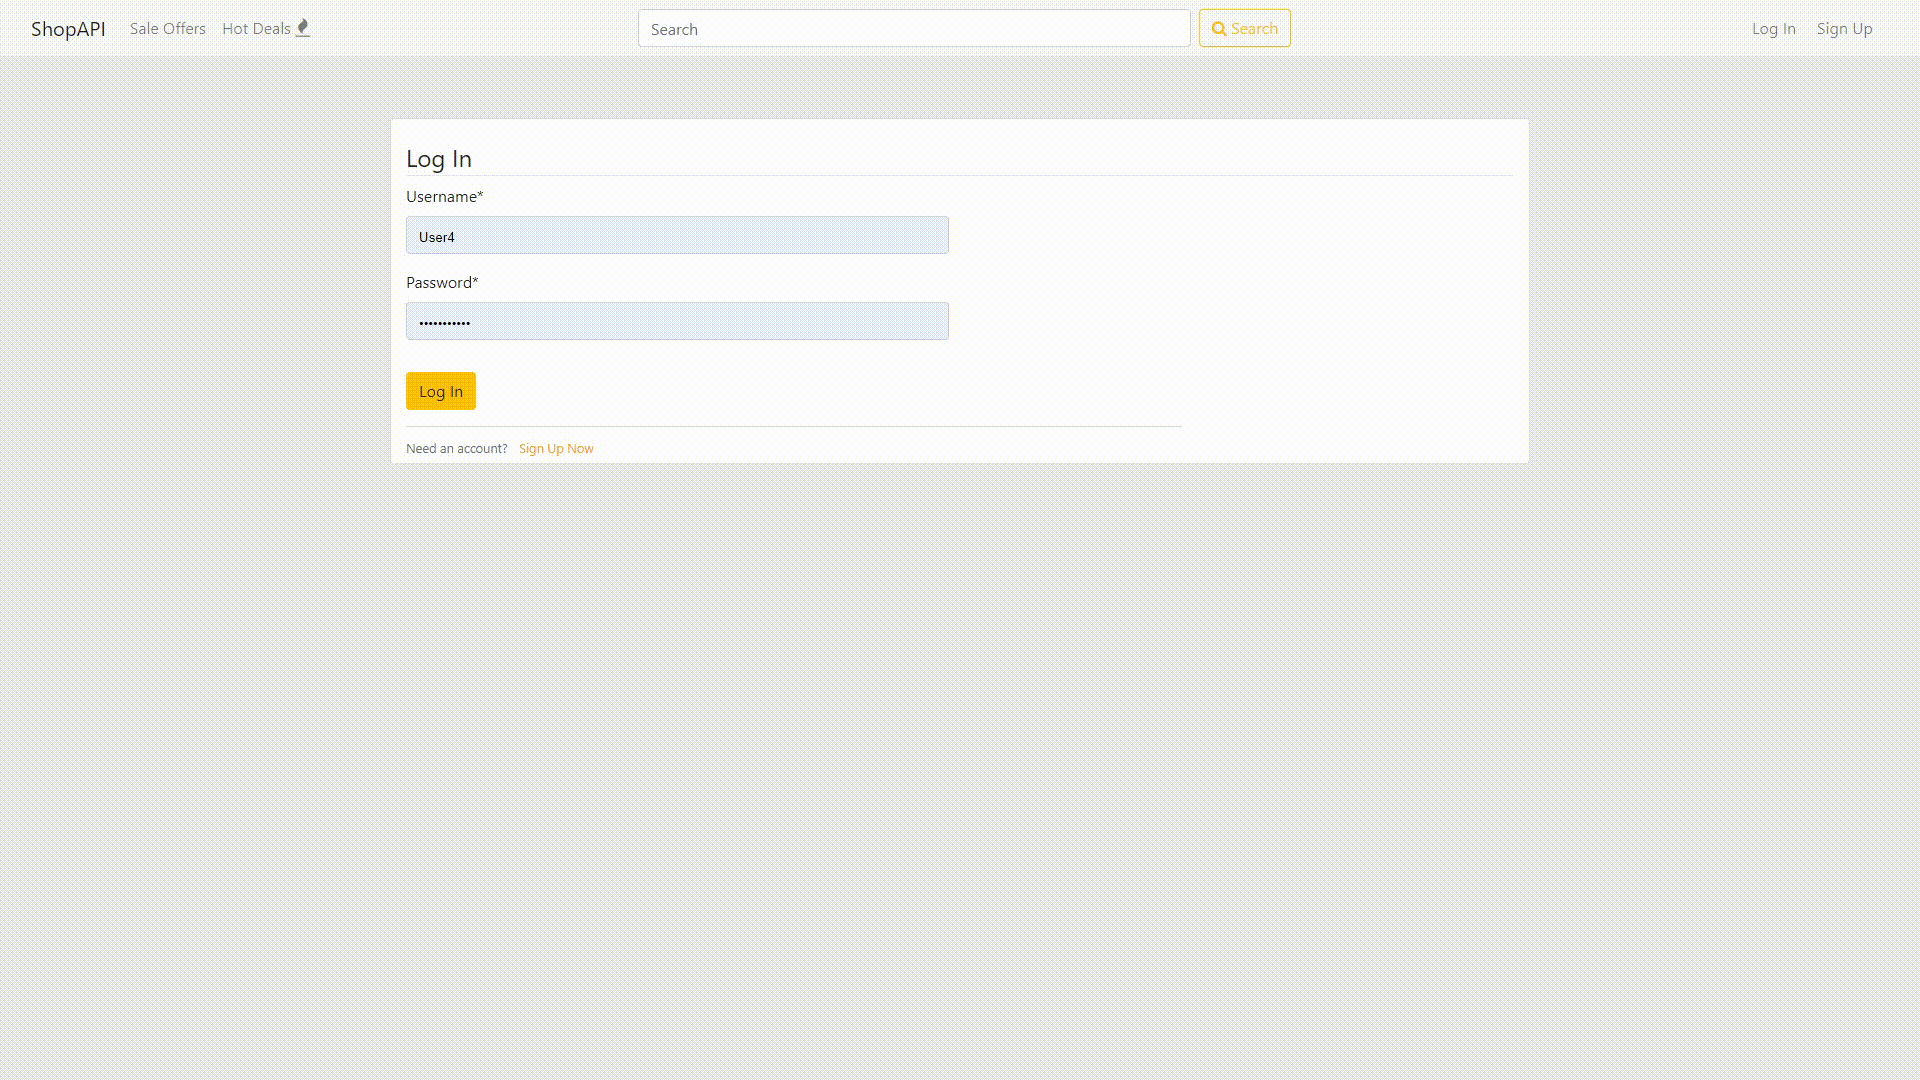 ShopAPI Sale Offers Hot Deals Search Search Log In Sign Up
Log In
Username*
User4
Password*
•••••••••••
Log In
Need an account? Sign Up Now